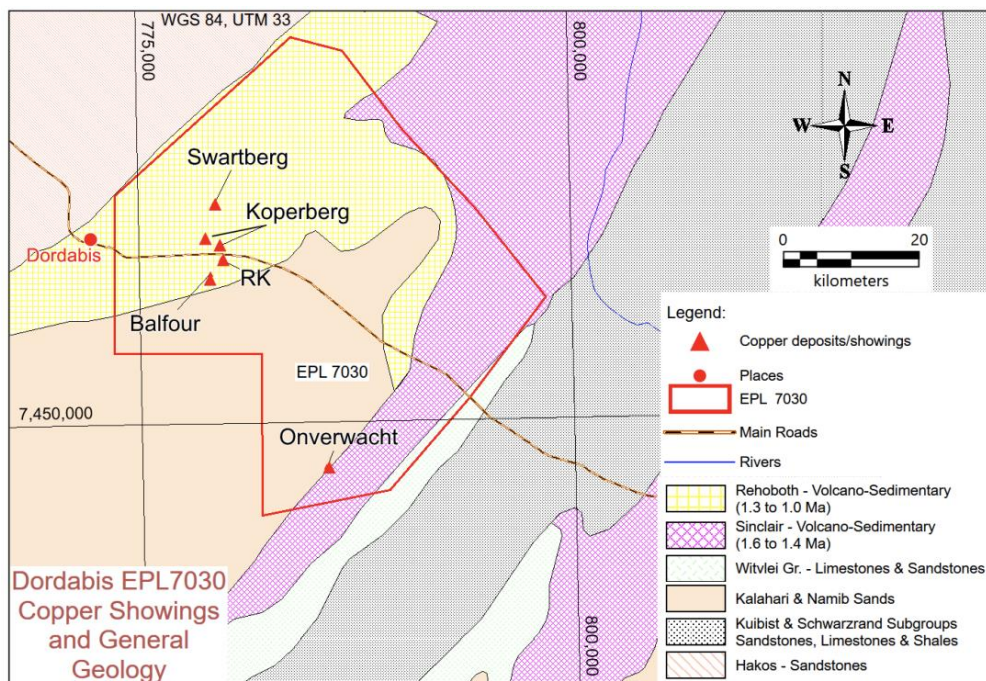 WGS 84, UTM 33
775,000
800,000
N
W
E
S
Swartberg
Koperberg
Dordabis
RK
Balfour
0
20
kilometers
EPL 7030
7,450,000
Onverwacht
800,000
Dordabis EPL7030
Copper Showings
and General
Geology
Legend:
Copper deposits/showings
Places
EPL 7030
Main Roads
Rivers
Rehoboth - Volcano-Sedimentary
(1.3 to 1.0 Ma)
Sinclair - Volcano-Sedimentary
(1.6 to 1.4 Ma)
Witvlei Gr. - Limestones & Sandstones
Kalahari & Namib Sands
Kuibist & Schwarzrand Subgroups
Sandstones, Limestones & Shales
Hakos - Sandstones